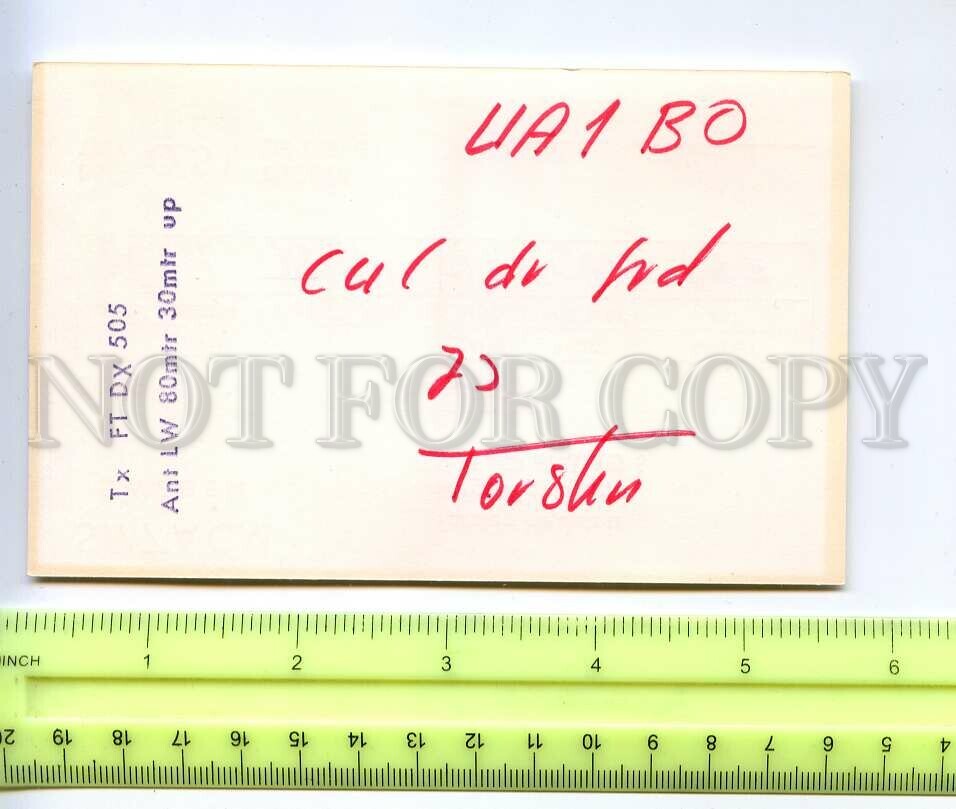 UA1 BO
cul dr frd
73
Torsten
Tx FT DX 505
Ant LW 80mtr 30mtr up
NOT FOR COPY
INCH 1 2 3 4 5 6
20 19 18 17 16 15 14 13 12 11 10 9 8 7 6 5 4